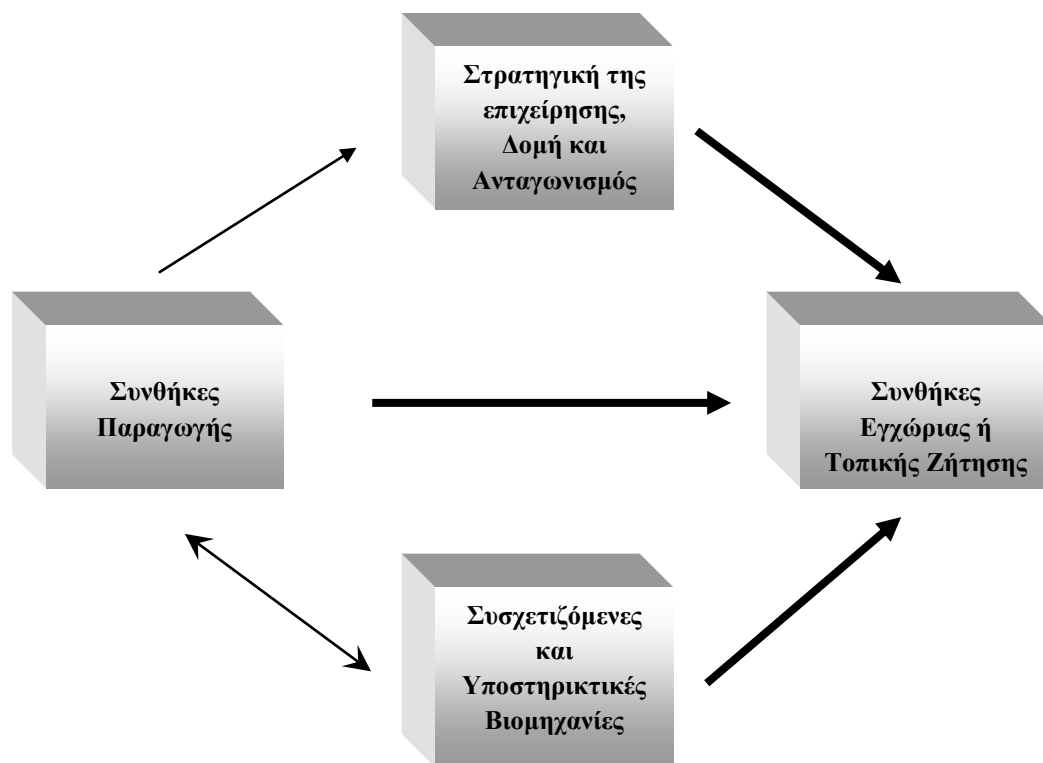 Στρατηγική της
επιχείρησης,
Δομή και
Ανταγωνισμός
Συνθήκες
Παραγωγής
Συνθήκες
Εγχώριας ή
Τοπικής Ζήτησης
Συσχετιζόμενες
και
Υποστηρικτικές
Βιομηχανίες